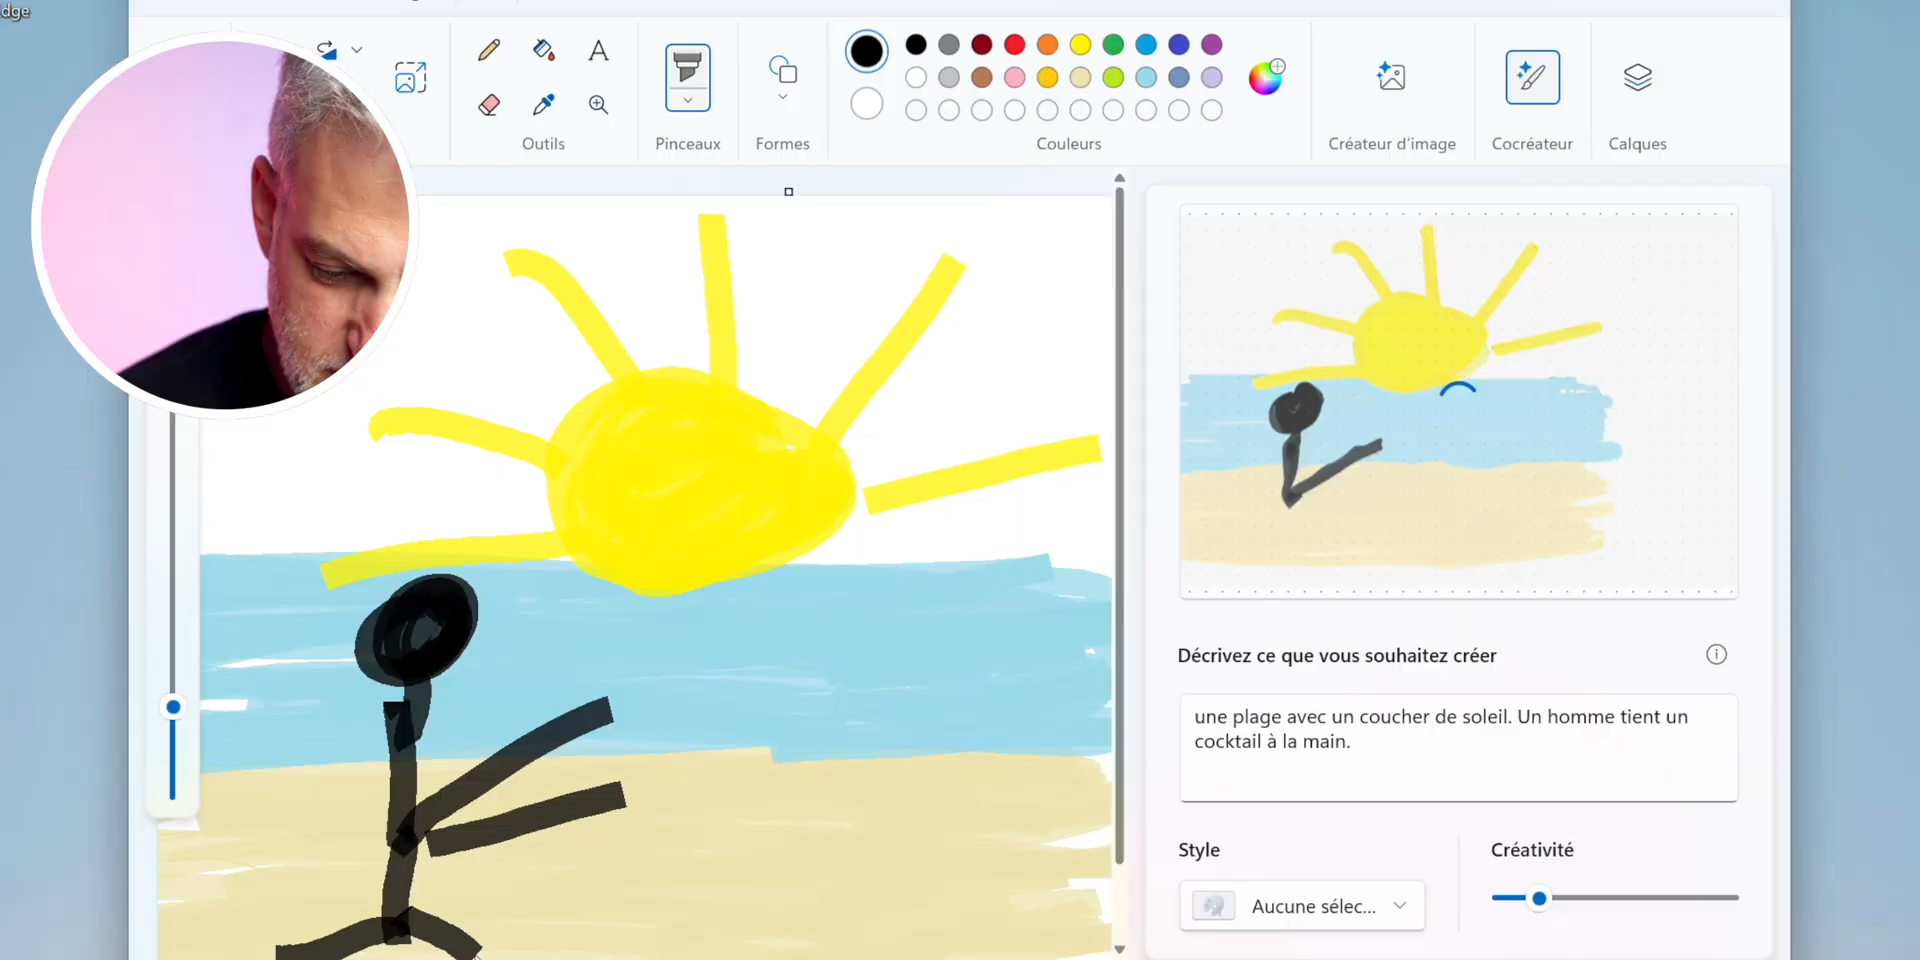 dge
Outils
Pinceaux
Formes
Couleurs
Créateur d'image
Cocréateur
Calques
Décrivez ce que vous souhaitez créer
une plage avec un coucher de soleil. Un homme tient un
cocktail à la main.
Style
Créativité
Aucune sélec...